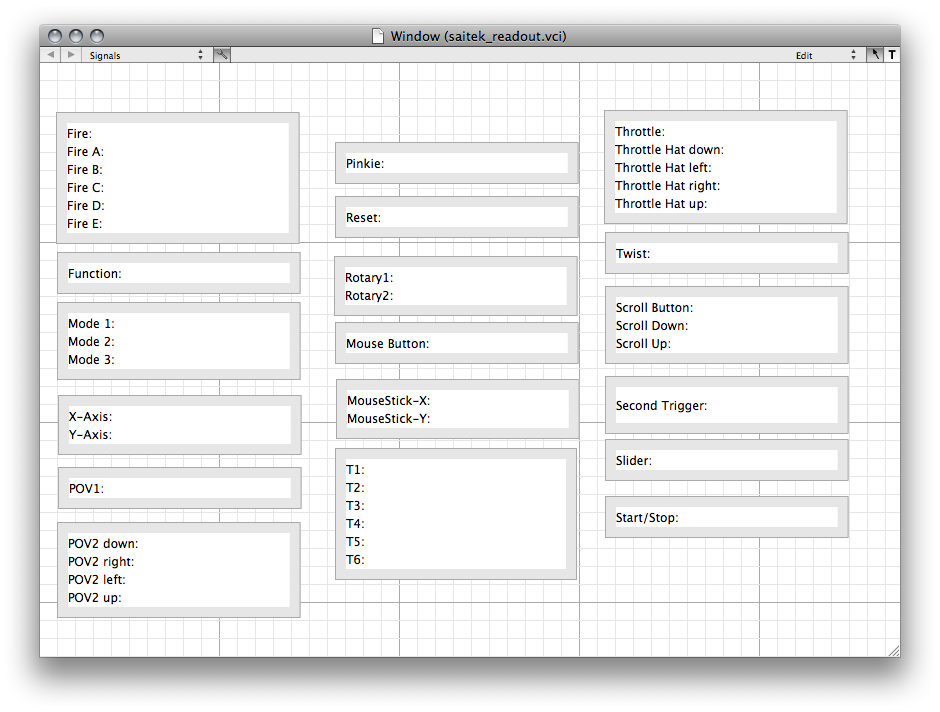 Window (saitek_readout.vci)
Signals
Edit
T
Fire:
Fire A:
Fire B:
Fire C:
Fire D:
Fire E:
Function:
Mode 1:
Mode 2:
Mode 3:
X-Axis:
Y-Axis:
POV1:
POV2 down:
POV2 right:
POV2 left:
POV2 up:
Pinkie:
Reset:
Rotary1:
Rotary2:
Mouse Button:
MouseStick-X:
MouseStick-Y:
T1:
T2:
T3:
T4:
T5:
T6:
Throttle:
Throttle Hat down:
Throttle Hat left:
Throttle Hat right:
Throttle Hat up:
Twist:
Scroll Button:
Scroll Down:
Scroll Up:
Second Trigger:
Slider:
Start/Stop: